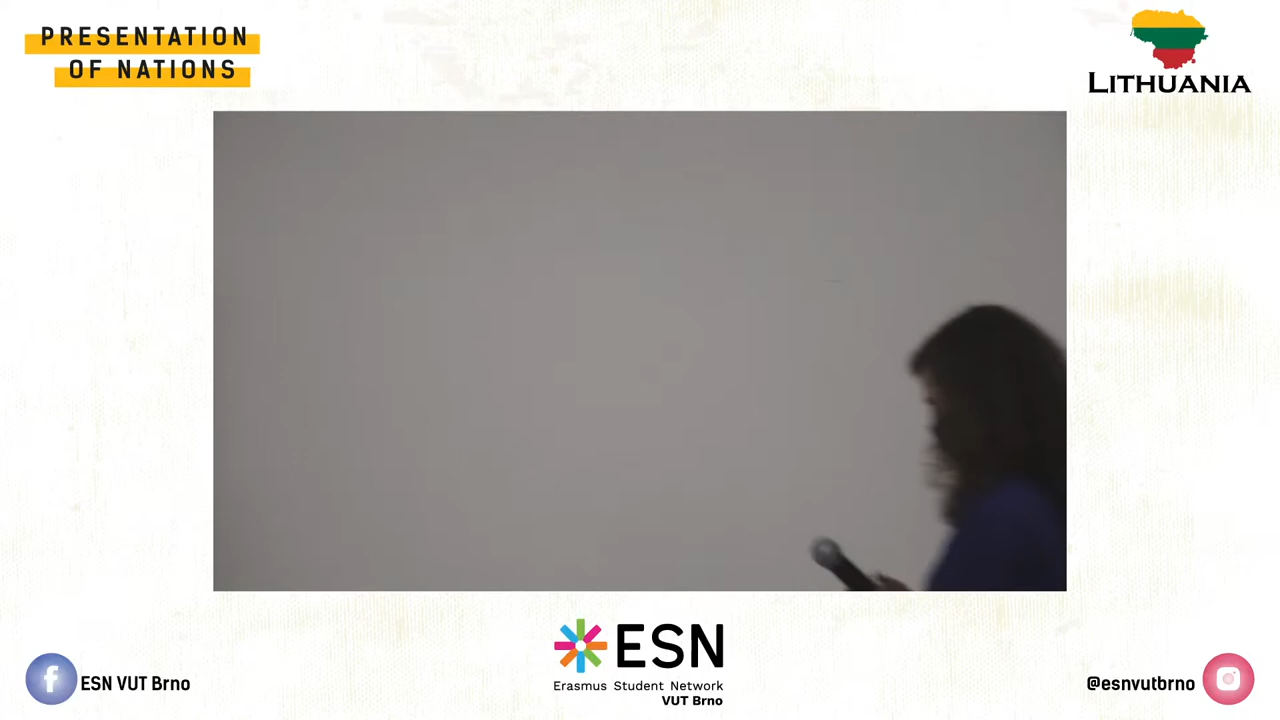 PRESENTATION
OF NATIONS
LITHUANIA
ESN
Erasmus Student Network
VUT Brno
ESN VUT Brno
@esnvutbrno